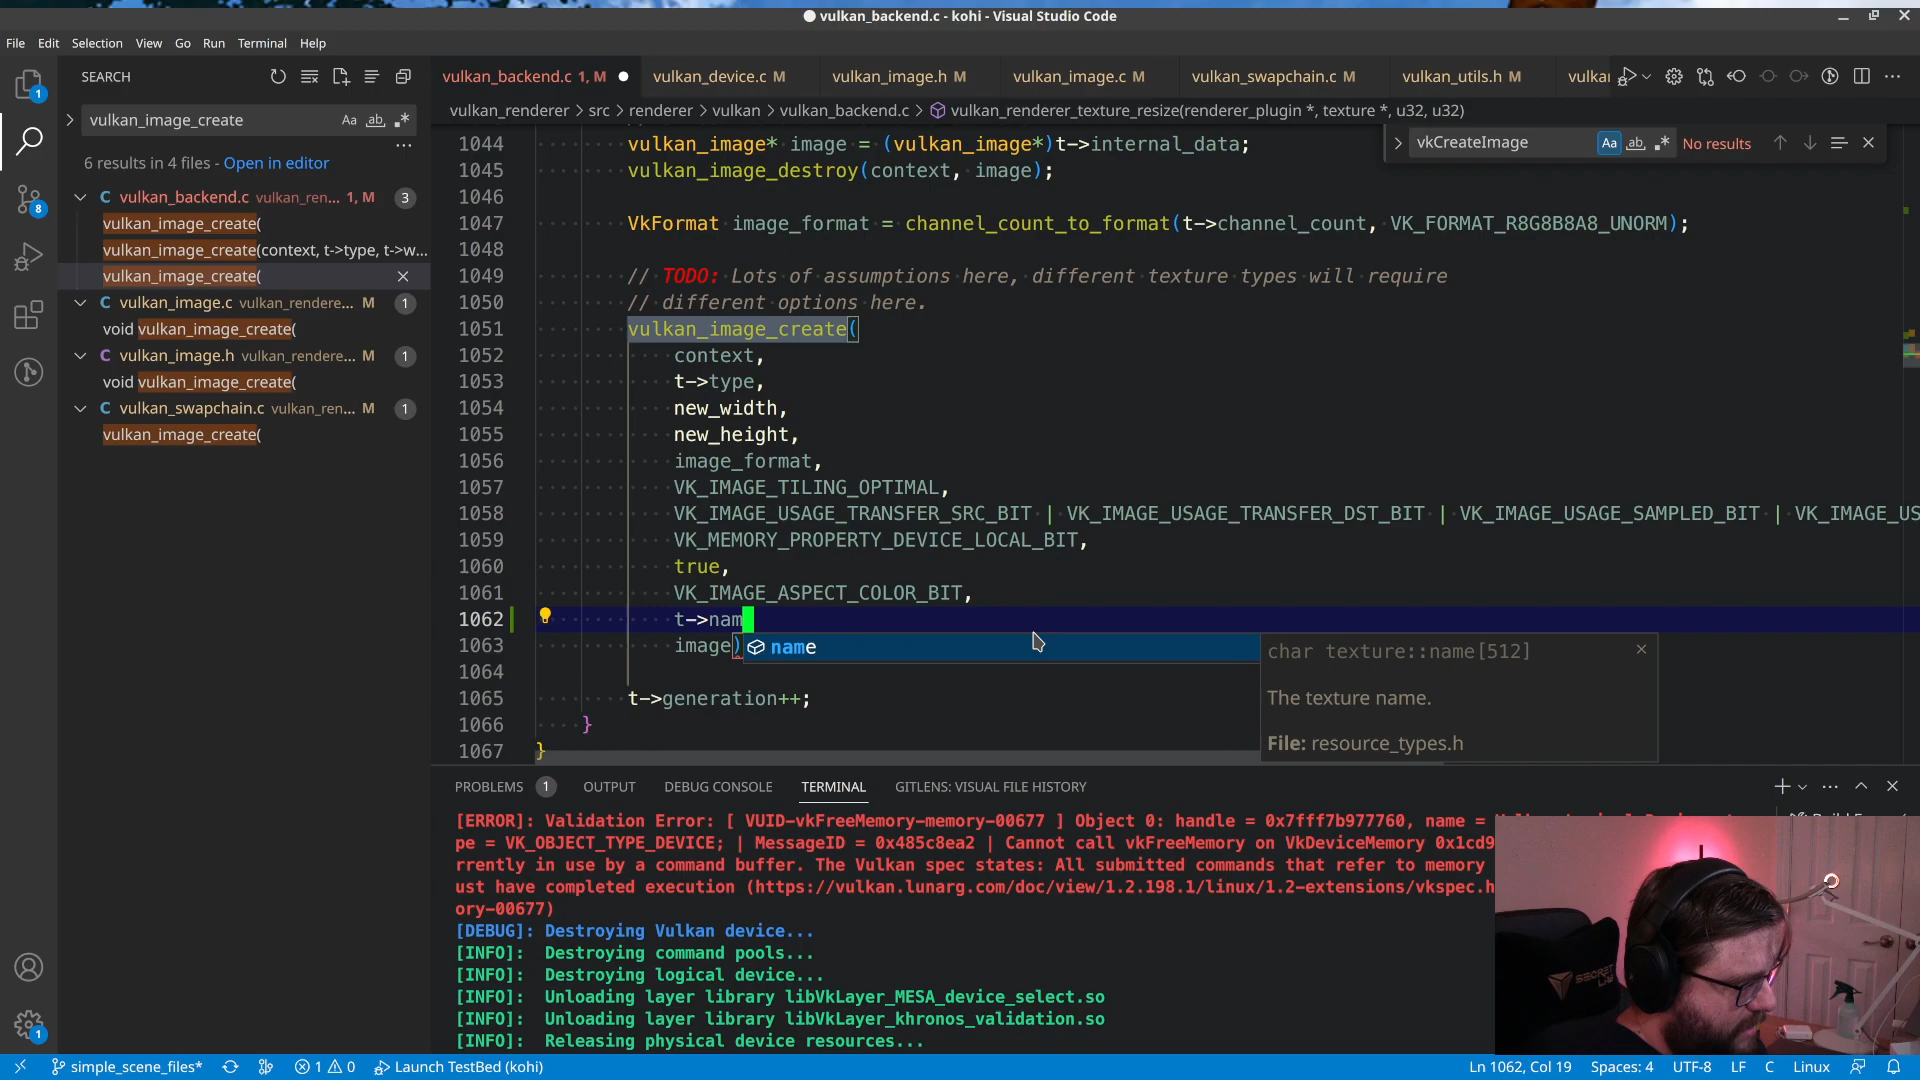 vulkan_backend.c - kohi - Visual Studio Code
File Edit Selection View Go Run Terminal Help
SEARCH
vulkan_image_create
Aa ab, .*
6 results in 4 files - Open in editor
vulkan_backend.c vulkan_ren... 1, M 3
vulkan_image_create(
vulkan_image_create(context, t->type, t->w...
vulkan_image_create(
vulkan_image.c vulkan_rendere... M 1
void vulkan_image_create(
vulkan_image.h vulkan_rendere... M 1
void vulkan_image_create(
vulkan_swapchain.c vulkan_ren... M 1
vulkan_image_create(
vulkan_backend.c 1, M vulkan_device.c M vulkan_image.h M vulkan_image.c M vulkan_swapchain.c M vulkan_utils.h M vulkan
vulkan_renderer > src > renderer > vulkan > vulkan_backend.c > vulkan_renderer_texture_resize(renderer_plugin *, texture *, u32, u32)
vkCreateImage Aa ab, .* No results
1044 vulkan_image* image = (vulkan_image*)t->internal_data;
1045 vulkan_image_destroy(context, image);
1046
1047 VkFormat image_format = channel_count_to_format(t->channel_count, VK_FORMAT_R8G8B8A8_UNORM);
1048
1049 // TODO: Lots of assumptions here, different texture types will require
1050 // different options here.
1051 vulkan_image_create(
1052 context,
1053 t->type,
1054 new_width,
1055 new_height,
1056 image_format,
1057 VK_IMAGE_TILING_OPTIMAL,
1058 VK_IMAGE_USAGE_TRANSFER_SRC_BIT | VK_IMAGE_USAGE_TRANSFER_DST_BIT | VK_IMAGE_USAGE_SAMPLED_BIT | VK_IMAGE_US
1059 VK_MEMORY_PROPERTY_DEVICE_LOCAL_BIT,
1060 true,
1061 VK_IMAGE_ASPECT_COLOR_BIT,
1062 t->nam
1063 image)
1064
1065 t->generation++;
1066 }
1067 }
name
char texture::name[512]
The texture name.
File: resource_types.h
PROBLEMS 1 OUTPUT DEBUG CONSOLE TERMINAL GITLENS: VISUAL FILE HISTORY
[ERROR]: Validation Error: [ VUID-vkFreeMemory-memory-00677 ] Object 0: handle = 0x7fff7b977760, name =
pe = VK_OBJECT_TYPE_DEVICE; | MessageID = 0x485c8ea2 | Cannot call vkFreeMemory on VkDeviceMemory 0x1cd9
rrently in use by a command buffer. The Vulkan spec states: All submitted commands that refer to memory
ust have completed execution (https://vulkan.lunarg.com/doc/view/1.2.198.1/linux/1.2-extensions/vkspec.h
ory-00677)
[DEBUG]: Destroying Vulkan device...
[INFO]: Destroying command pools...
[INFO]: Destroying logical device...
[INFO]: Unloading layer library libVkLayer_MESA_device_select.so
[INFO]: Unloading layer library libVkLayer_khronos_validation.so
[INFO]: Releasing physical device resources...
SECRET
LAB
1
8
1
simple_scene_files* 1 0 Launch TestBed (kohi) Ln 1062, Col 19 Spaces: 4 UTF-8 LF C Linux